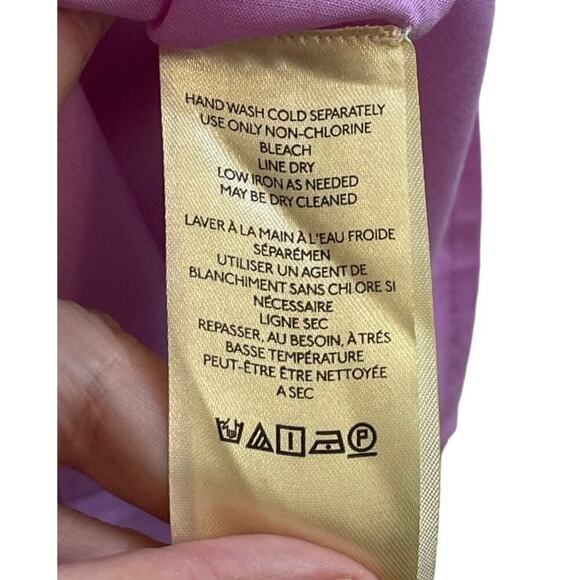 HAND WASH COLD SEPARATELY
USE ONLY NON-CHLORINE
BLEACH
LINE DRY
LOW IRON AS NEEDED
MAY BE DRY CLEANED
LAVER À LA MAIN À L'EAU FROIDE
SÉPARÉMEN
UTILISER UN AGENT DE
BLANCHIMENT SANS CHLORE SI
NÉCESSAIRE
LIGNE SEC
REPASSER, AU BESOIN, À TRÉS
BASSE TEMPÉRATURE
PEUT-ÊTRE ÊTRE NETTOYÉE
A SEC
P